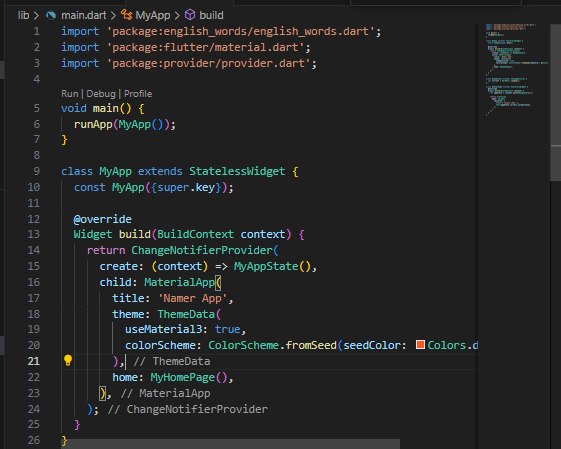 lib > main.dart > MyApp > build
1 import 'package:english_words/english_words.dart';
2 import 'package:flutter/material.dart';
3 import 'package:provider/provider.dart';
4
Run | Debug | Profile
5 void main() {
6   runApp(MyApp());
7 }
8
9 class MyApp extends StatelessWidget {
10   const MyApp({super.key});
11
12   @override
13   Widget build(BuildContext context) {
14     return ChangeNotifierProvider(
15       create: (context) => MyAppState(),
16       child: MaterialApp(
17         title: 'Namer App',
18         theme: ThemeData(
19           useMaterial3: true,
20           colorScheme: ColorScheme.fromSeed(seedColor: Colors.d
21         ), // ThemeData
22         home: MyHomePage(),
23       ), // MaterialApp
24     ); // ChangeNotifierProvider
25   }
26 }